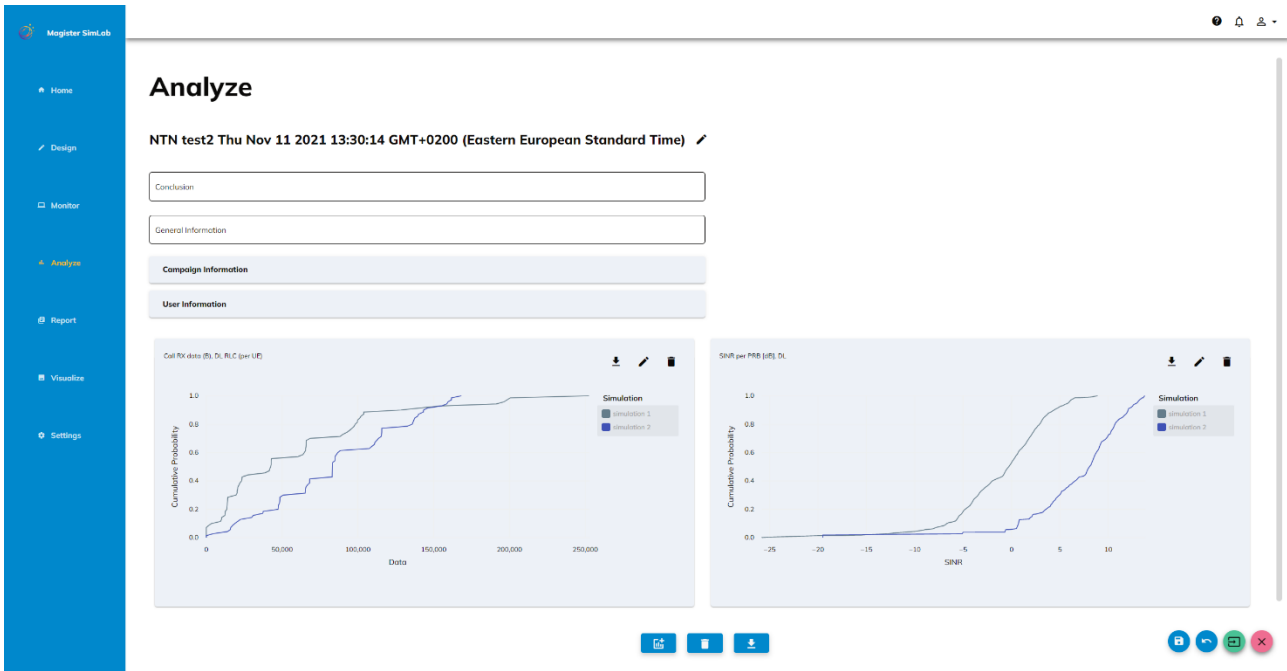 Magister SimLab
Home
Design
Monitor
Analyze
Report
Visualize
Settings
Analyze
NTN test2 Thu Nov 11 2021 13:30:14 GMT+0200 (Eastern European Standard Time)
Conclusion
General Information
Campaign Information
User Information
Call RX data (B), DL RLC (per UE)
1.0
0.8
0.6
0.4
0.2
0.0
Cumulative Probability
0 50,000 100,000 150,000 200,000 250,000
Data
Simulation
simulation 1
simulation 2
SINR per PRB [dB], DL
1.0
0.8
0.6
0.4
0.2
0.0
Cumulative Probability
−25 −20 −15 −10 −5 0 5 10
SINR
Simulation
simulation 1
simulation 2